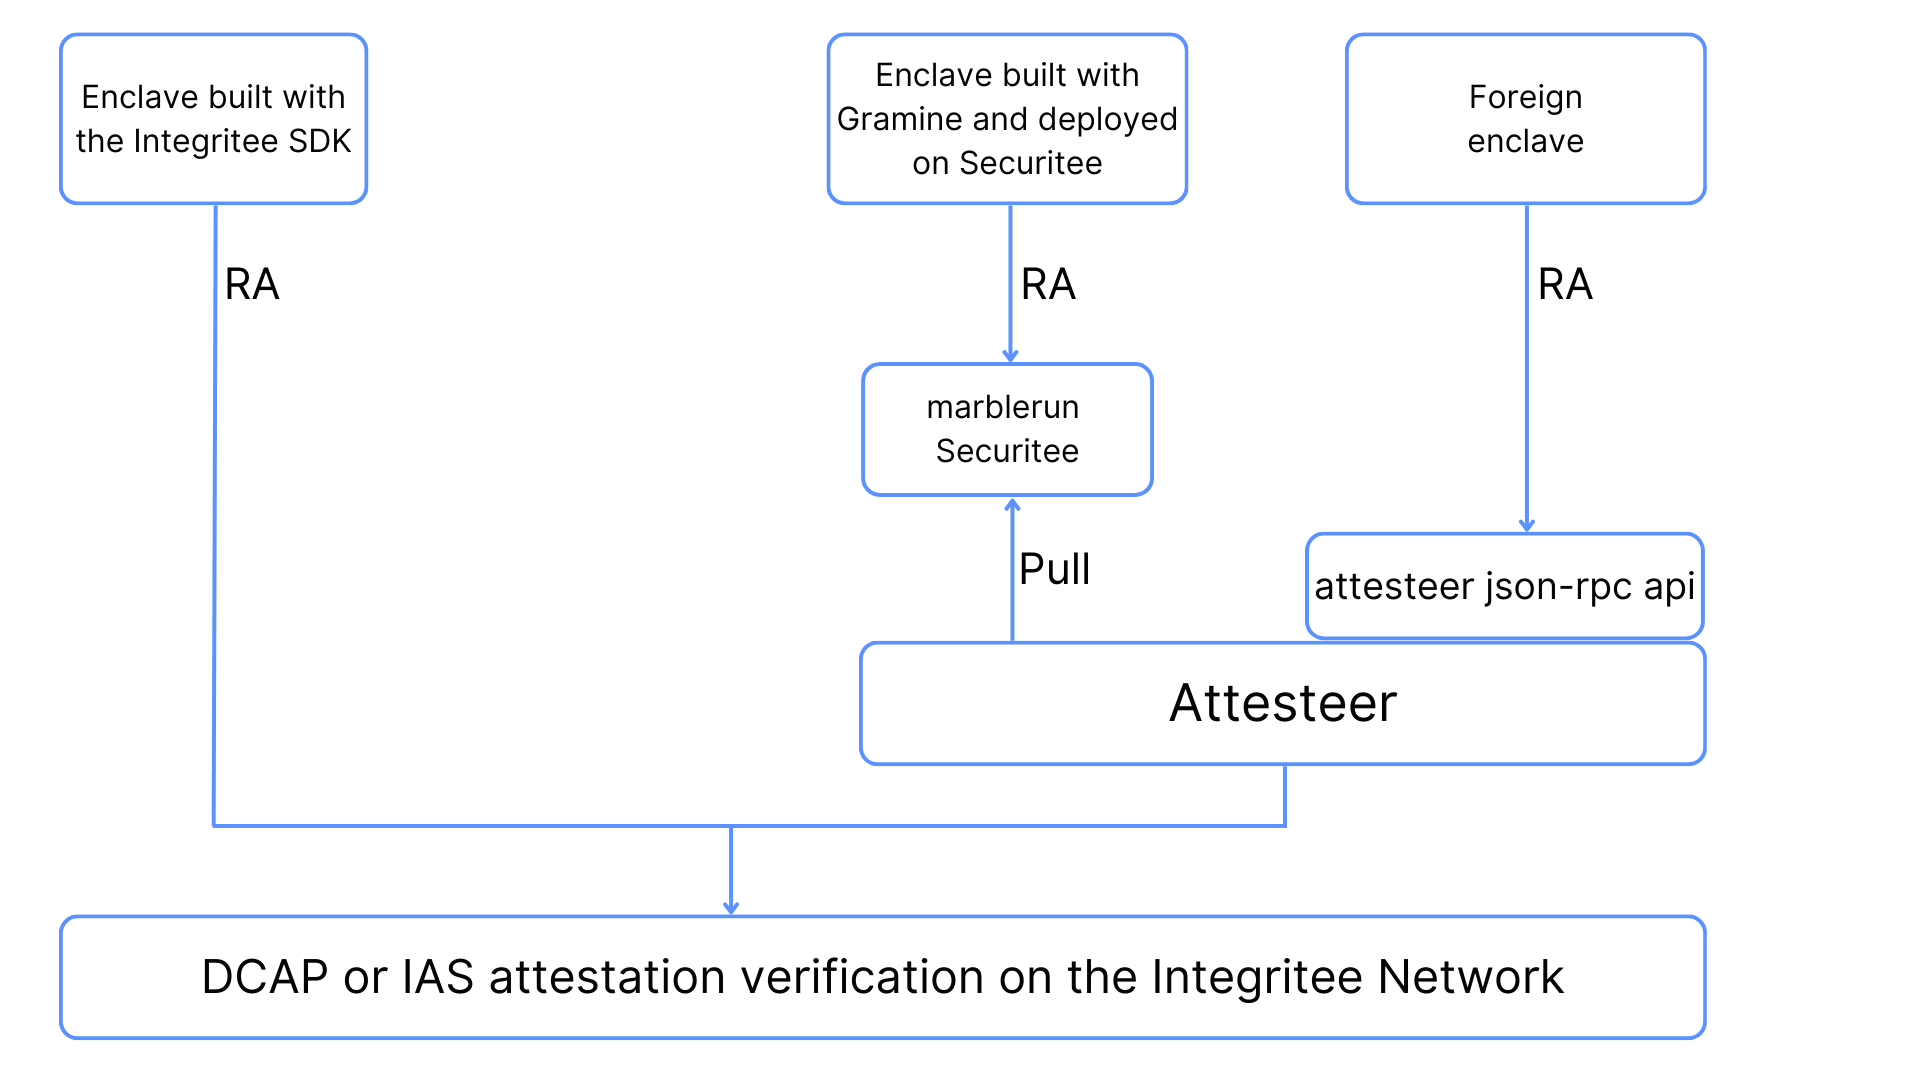 Enclave built with
the Integritee SDK
Enclave built with
Gramine and deployed
on Securitee
Foreign
enclave
RA
RA
RA
marblerun
Securitee
Pull
attesteer json-rpc api
Attesteer
DCAP or IAS attestation verification on the Integritee Network